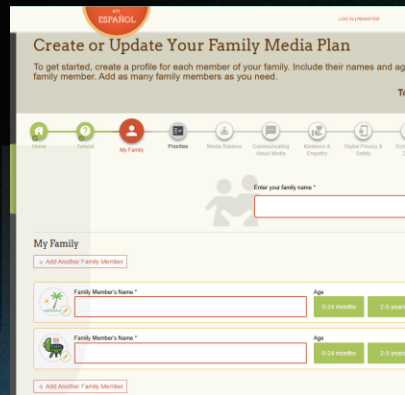 en
ESPAÑOL
LOG IN | REGISTER
Create or Update Your Family Media Plan
To get started, create a profile for each member of your family. Include their names and ag
family member. Add as many family members as you need.
To
Home
Tutorial
My Family
Priorities
Media Balance
Communicating
About Media
Kindness &
Empathy
Digital Privacy &
Safety
Enter your family name *
My Family
+ Add Another Family Member
Family Member's Name *
Age
0-24 months
2-5 years
Family Member's Name *
Age
0-24 months
2-5 years
+ Add Another Family Member